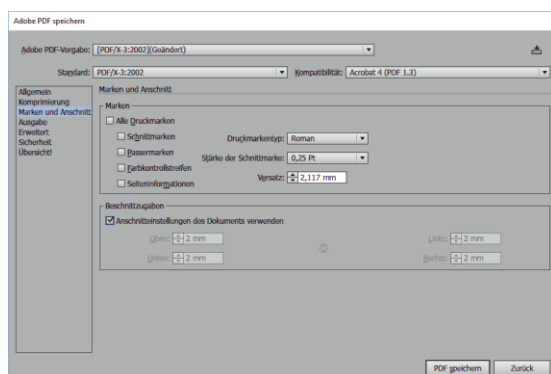 Adobe PDF speichern
Adobe PDF-Vorgabe: [PDF/X-3:2002](Geändert)
Standard: PDF/X-3:2002 Kompatibilität: Acrobat 4 (PDF 1.3)
Allgemein
Komprimierung
Marken und Anschnitt
Ausgabe
Erweitert
Sicherheit
Übersicht
Marken und Anschnitt
Marken
Alle Druckmarken
Schnittmarken Druckmarkentyp: Roman
Passermarken Stärke der Schnittmarke: 0,25 Pt
Farbkontrollstreifen Versatz: 2,117 mm
Seiteninformationen
Beschnittzugaben
Anschnitteinstellungen des Dokuments verwenden
Oben: 2 mm Links: 2 mm
Unten: 2 mm Rechts: 2 mm
PDF speichern Zurück